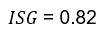 ISG = 0.82